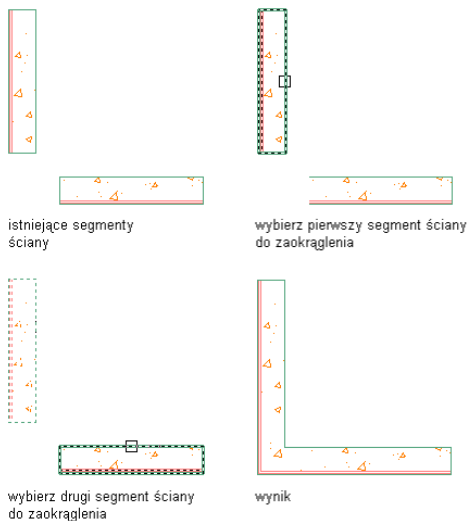 istniejące segmenty
ściany
wybierz pierwszy segment ściany
do zaokrąglenia
wybierz drugi segment ściany
do zaokrąglenia
wynik